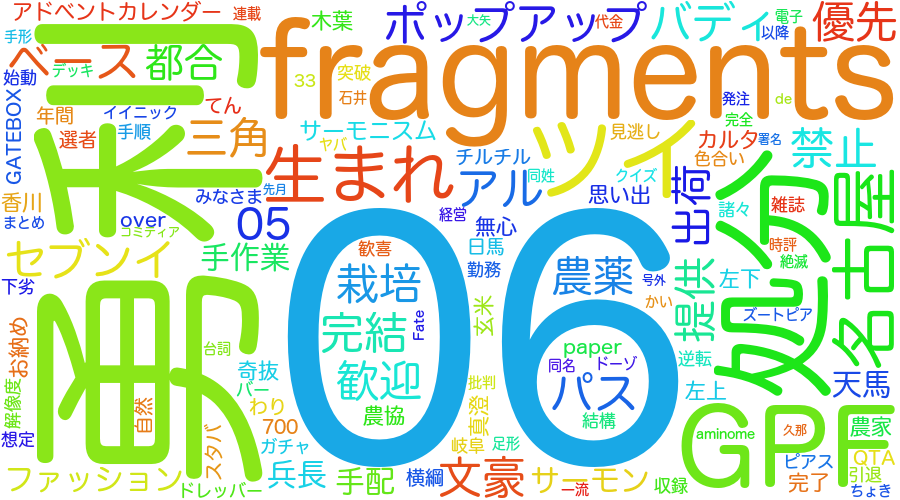 アドベントカレンダー
連載
木葉
ポップアップ
大矢
代金
バディ
電子
以降
優先
手形
ベース
デッキ
都合
fragments
始動
33
突破
石井
発注
de
完全
GATEBOX
年間
イイニック
てん
選者
手順
三角
サーモニスム
ヤバ
ツイ
見逃し
カルタ
署名
色合い
禁止
寿司
生まれ
チルチル
アル
同姓
クイズ
思い出
出荷
処分
名古屋
香川
まとめ
みなさま
先月
over
コミティア
05
経営
無心
諸々
雑誌
時評
絶滅
セブンイ
手作業
歓喜
日馬
勤務
06
農薬
号外
かい
提供
左下
ズートピア
下劣
栽培
完結
Fate
玄米
お納め
台詞
奇抜
バー
歓迎
批判
paper
同名
ドーゾ
パス
逆転
左上
天馬
解像度
自然
わり
農協
真澄
結構
GPT
aminome
久那
農家
想定
スタバ
700
ガチャ
岐阜
足形
QTA
ファッション
兵長
手配
横綱
文豪
サーモン
一流
収録
ピアス
完了
引退
ドレッパー
ちょき